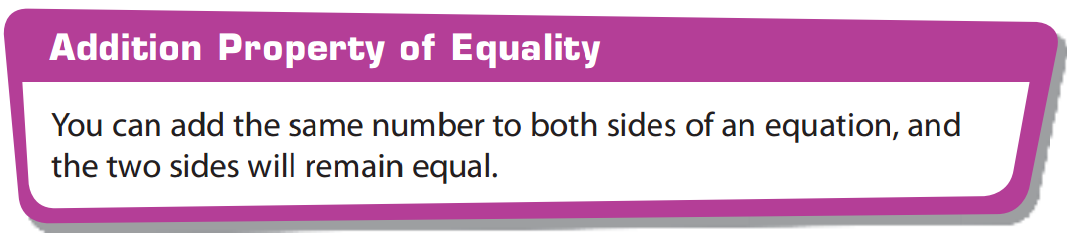 Addition Property of Equality
You can add the same number to both sides of an equation, and
the two sides will remain equal.